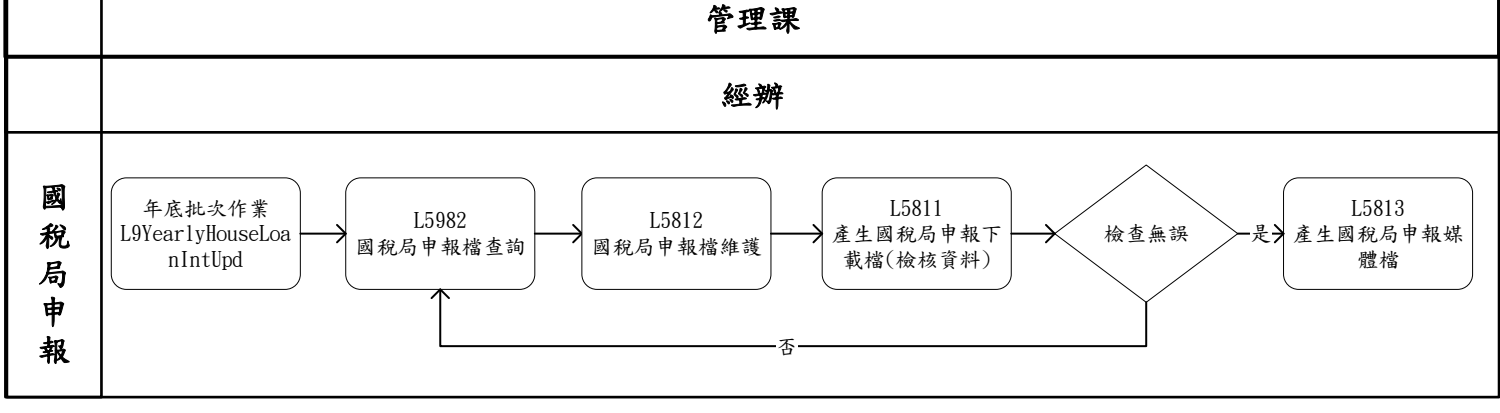 管理課
經辦
國稅局申報
年底批次作業
L9YearlyHouseLoa
nIntUpd
L5982
國稅局申報檔查詢
L5812
國稅局申報檔維護
L5811
產生國稅局申報下
載檔(檢核資料)
檢查無誤
是
L5813
產生國稅局申報媒
體檔
否